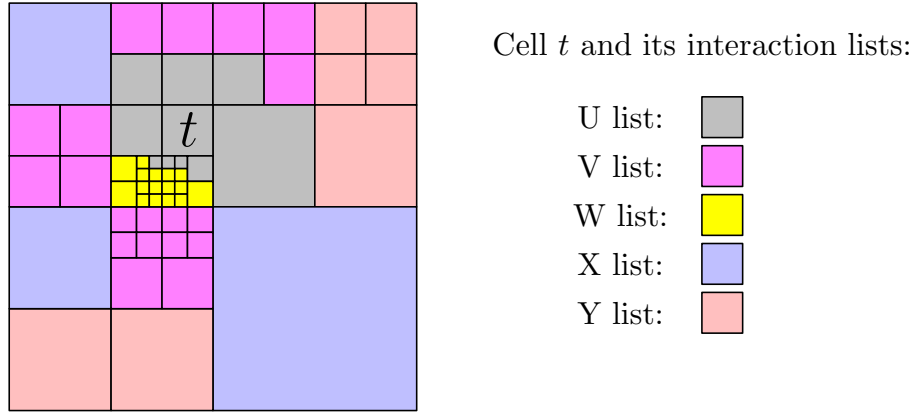 Cell t and its interaction lists:
t
U list:
V list:
W list:
X list:
Y list: